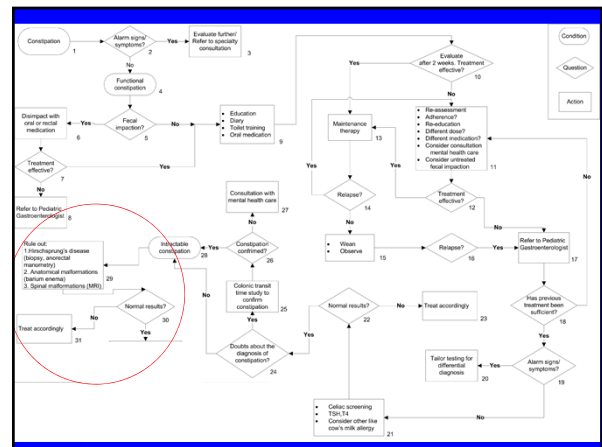 Constipation
1
Alarm signs/
symptoms?
2
Yes
Evaluate further/
Refer to specialty
consultation
3
No
Functional
constipation
4
Fecal
impaction?
5
Yes
No
Disimpact with
oral or rectal
medication
6
Treatment
effective?
7
Yes
No
Refer to Pediatric
Gastroenterologist
8
• Education
• Diary
• Toilet training
• Oral medication
9
Evaluate
after 2 weeks. Treatment
effective?
10
Yes
No
• Re-assessment
• Adherence?
• Re-education
• Different dose?
• Different medication?
• Consider consultation
mental health care
• Consider untreated
fecal impaction
11
Treatment
effective?
12
Yes
No
Maintenance
therapy
13
Relapse?
14
Yes
No
• Wean
• Observe
15
Relapse?
16
Yes
Yes
Refer to Pediatric
Gastroenterologist
17
Has previous
treatment been
sufficient?
18
No
Yes
Alarm signs/
symptoms?
19
Yes
Tailor testing for
differential
diagnosis
20
No
• Celiac screening
• TSH,T4
• Consider other like
cow's milk allergy
21
Normal results?
22
No
Treat accordingly
23
Yes
Doubts about the
diagnosis of
constipation?
24
Yes
No
Colonic transit
time study to
confirm
constipation
25
Constipation
confirmed?
26
No
Consultation with
mental health care
27
Yes
Intractable
constipation
28
Rule out:
1.Hirschsprung's disease
(biopsy, anorectal
manometry)
2. Anatomical malformations
(barium enema)
3. Spinal malformations (MRI)
29
Normal results?
30
No
Yes
Treat accordingly
31
Condition
Question
Action